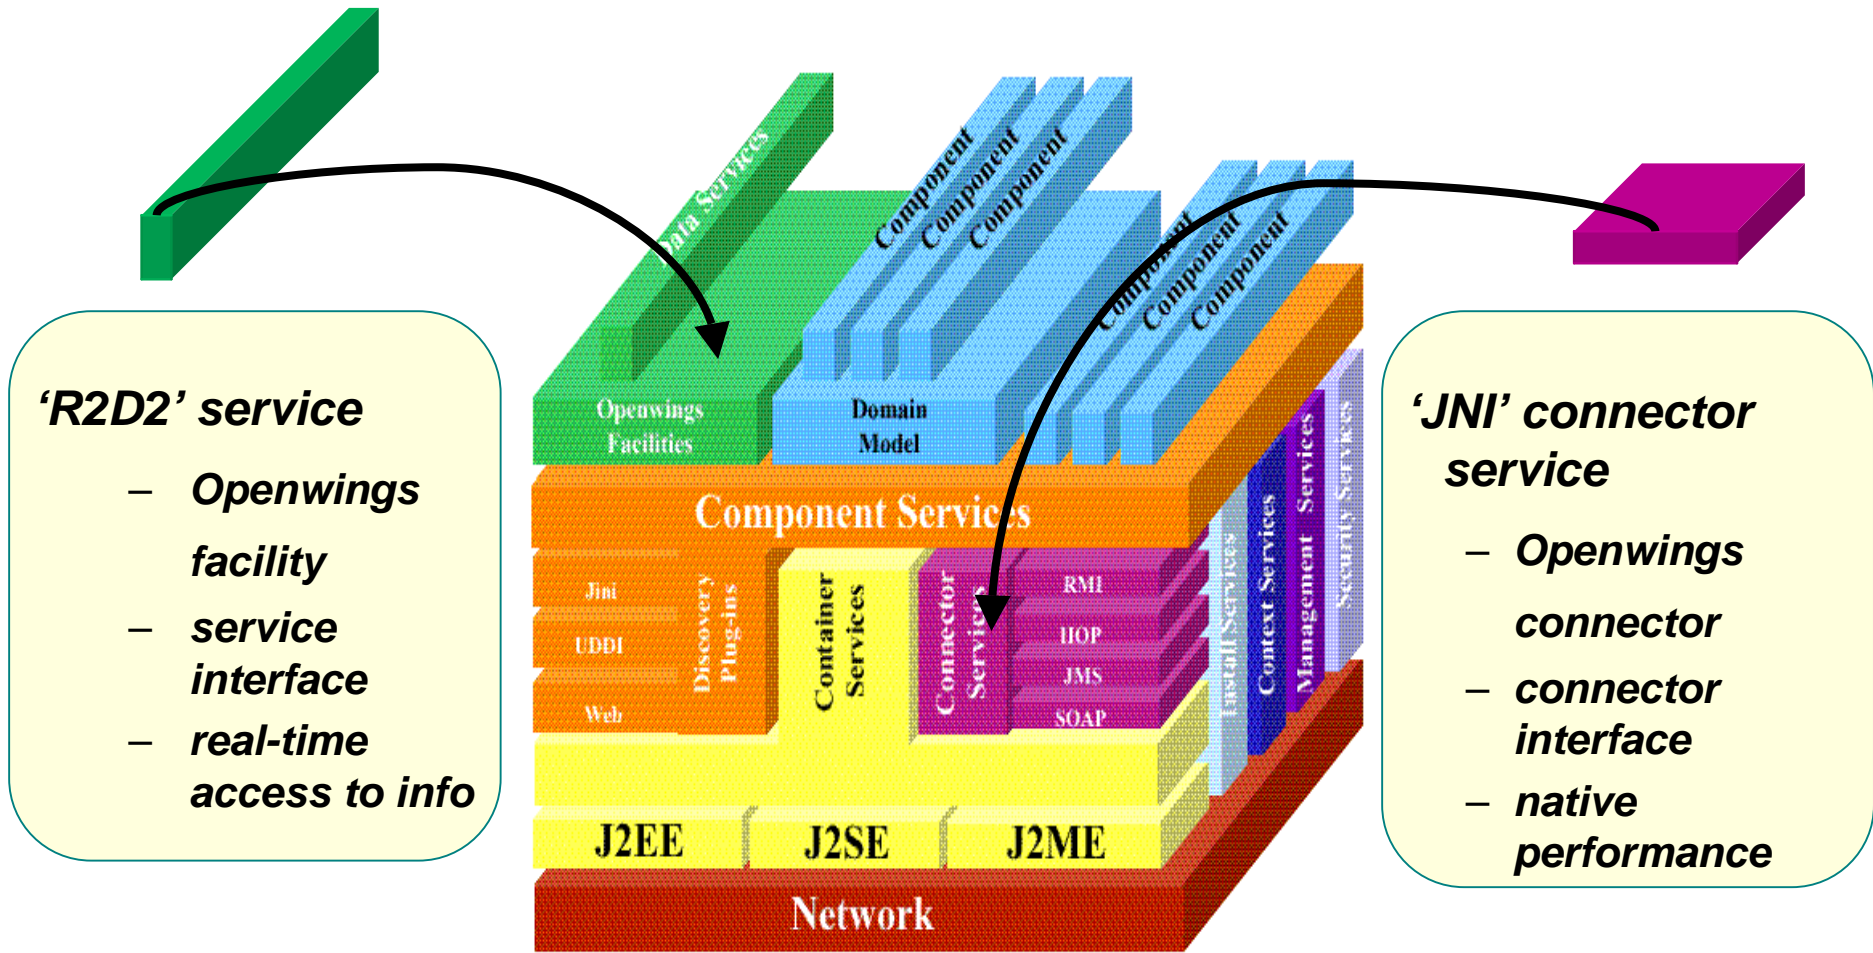 ‘R2D2’ service
– Openwings
facility
– service
interface
– real-time
access to info
Data Services
Component
Component
Component
Component
Component
Component
Openwings
Facilities
Domain
Model
Component Services
Jini
UDDI
Web
Discovery
Plug-ins
Container
Services
Connector
Services
RMI
IIOP
JMS
SOAP
Install Services
Context Services
Management Services
Security Services
J2EE
J2SE
J2ME
Network
‘JNI’ connector
service
– Openwings
connector
– connector
interface
– native
performance